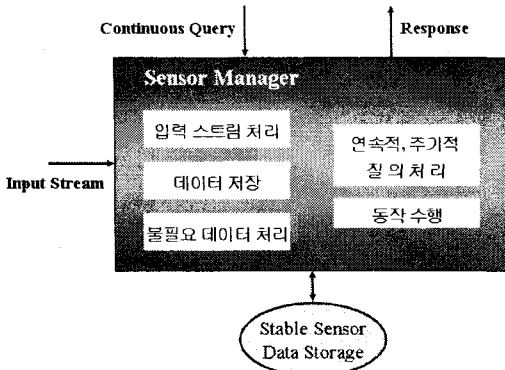 Continuous Query
Response
Sensor Manager
입력 스트림 처리
데이터 저장
불필요 데이터 처리
연속적, 주기적
질 의 처 리
동작 수행
Input Stream
Stable Sensor
Data Storage